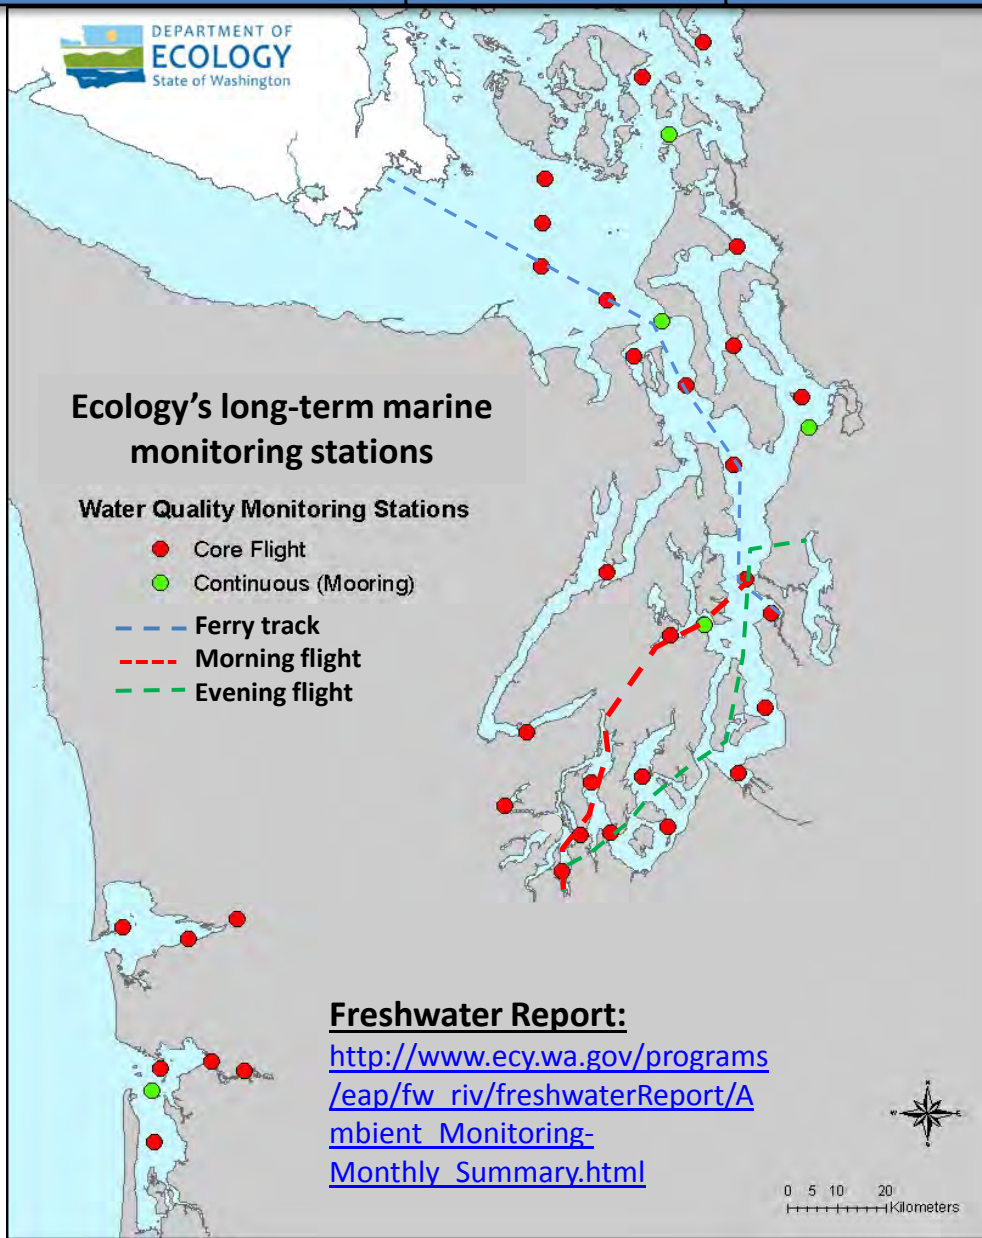 DEPARTMENT OF
ECOLOGY
State of Washington
Ecology's long-term marine
monitoring stations
Water Quality Monitoring Stations
Core Flight
Continuous (Mooring)
Ferry track
Morning flight
Evening flight
Freshwater Report:
http://www.ecy.wa.gov/programs
/eap/fw_riv/freshwaterReport/A
mbient_Monitoring-
Monthly_Summary.html
N
W E
S
0 5 10 20
Kilometers